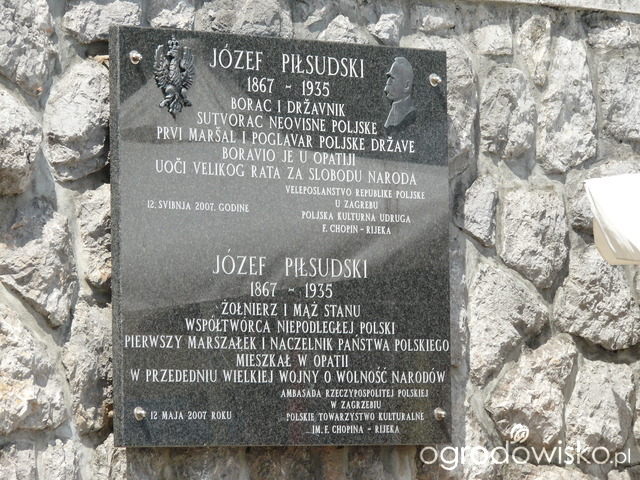 JÓZEF PIŁSUDSKI
1867 - 1935
BORAC I DRŽAVNIK
SUTVORAC NEOVISNE POLJSKE
PRVI MARŠAL I POGLAVAR POLJSKE DRŽAVE
BORAVIO JE U OPATIJI
UOČI VELIKOG RATA ZA SLOBODU NARODA
VELEPOSLANSTVO REPUBLIKE POLJSKE
U ZAGREBU
12. SVIBNJA 2007. GODINE
POLJSKA KULTURNA UDRUGA
F. CHOPIN - RIJEKA
JÓZEF PIŁSUDSKI
1867 - 1935
ŻOŁNIERZ I MĄŻ STANU
WSPÓŁTWÓRCA NIEPODLEGŁEJ POLSKI
PIERWSZY MARSZAŁEK I NACZELNIK PAŃSTWA POLSKIEGO
MIESZKAŁ W OPATII
W PRZEDEDNIU WIELKIEJ WOJNY O WOLNOŚĆ NARODÓW
AMBASADA RZECZYPOSPOLITEJ POLSKIEJ
W ZAGRZEBIU
12 MAJA 2007 ROKU
POLSKIE TOWARZYSTWO KULTURALNE
IM. F. CHOPINA - RIJEKA
ogrodowisko.pl